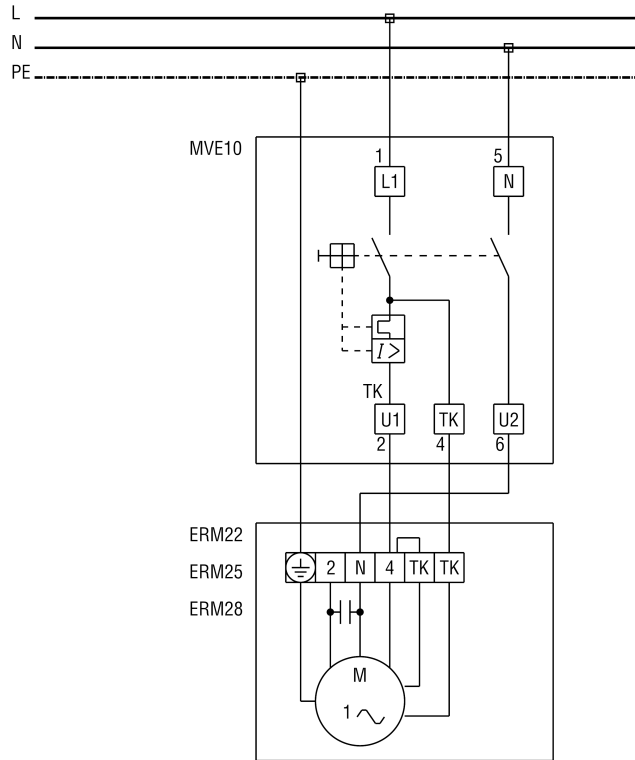 L
N
PE
MVE10
1 5
L1 N
I >
TK
U1 TK U2
2 4 6
ERM22
ERM25
ERM28
2 N 4 TK TK
M
1